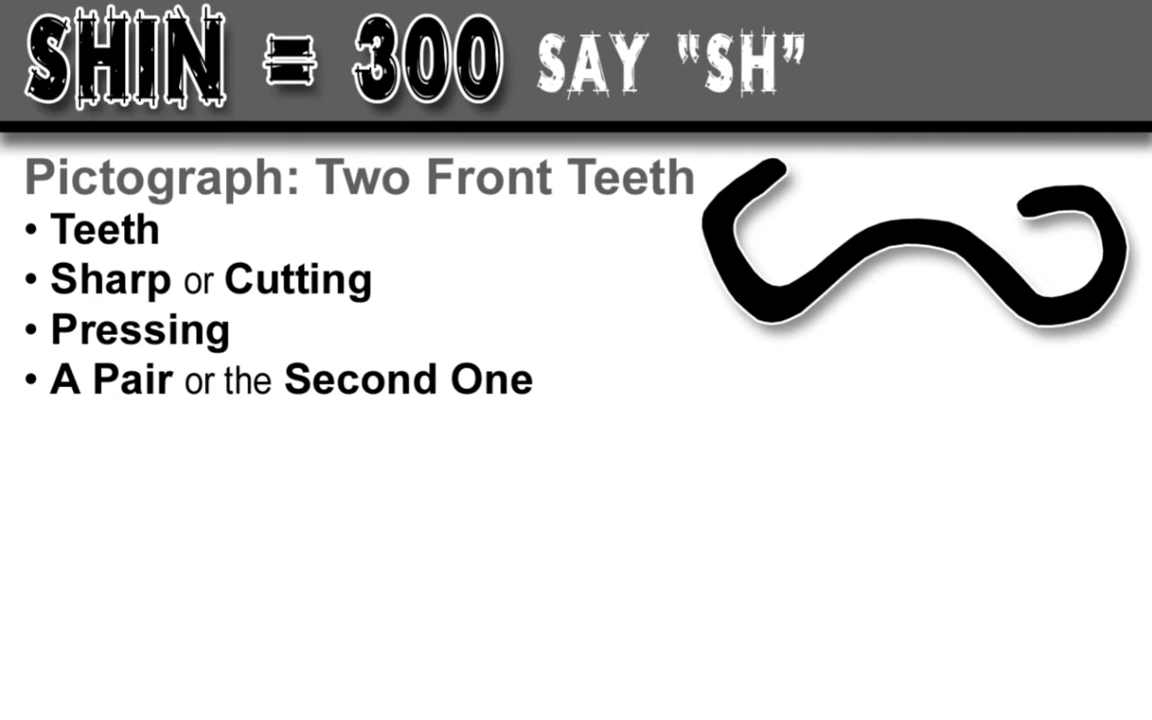 SHIN = 300 SAY "SH"
Pictograph: Two Front Teeth
• Teeth
• Sharp or Cutting
• Pressing
• A Pair or the Second One